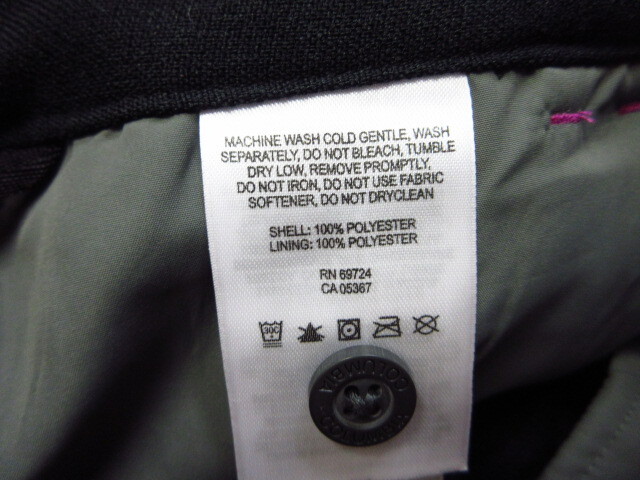 MACHINE WASH COLD GENTLE, WASH
SEPARATELY, DO NOT BLEACH, TUMBLE
DRY LOW, REMOVE PROMPTLY,
DO NOT IRON, DO NOT USE FABRIC
SOFTENER, DO NOT DRYCLEAN
SHELL: 100% POLYESTER
LINING: 100% POLYESTER
RN 69724
CA 05367
30C
COLUMBIA